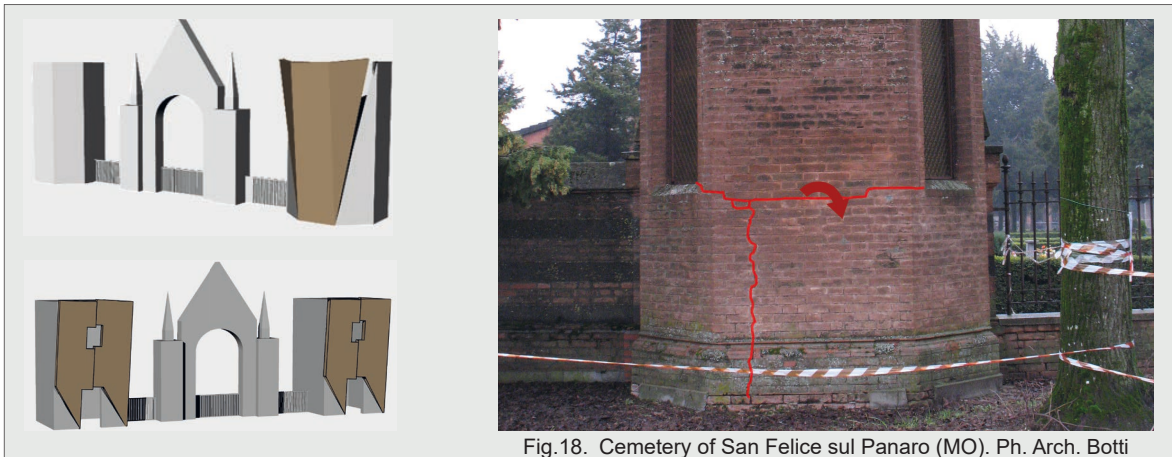 Fig.18. Cemetery of San Felice sul Panaro (MO). Ph. Arch. Botti